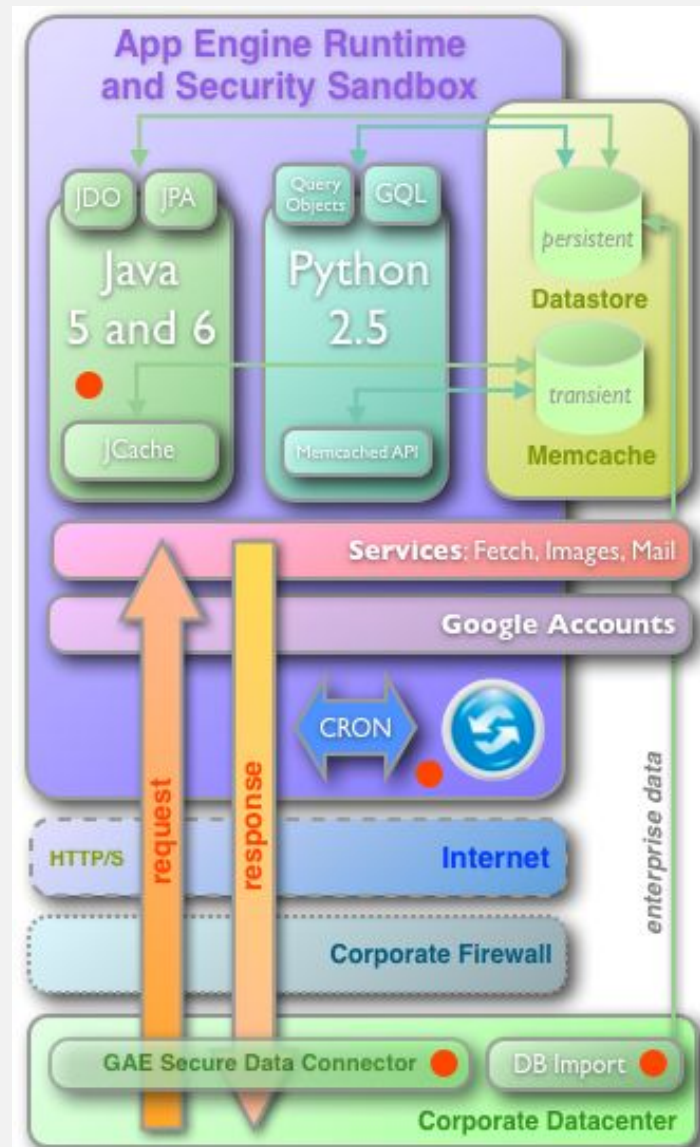 App Engine Runtime
and Security Sandbox
JDO
JPA
Java
5 and 6
JCache
Query
Objects
GQL
Python
2.5
Memcached API
persistent
Datastore
transient
Memcache
Services: Fetch, Images, Mail
Google Accounts
CRON
request
response
HTTP/S
Internet
Corporate Firewall
enterprise data
GAE Secure Data Connector
DB Import
Corporate Datacenter